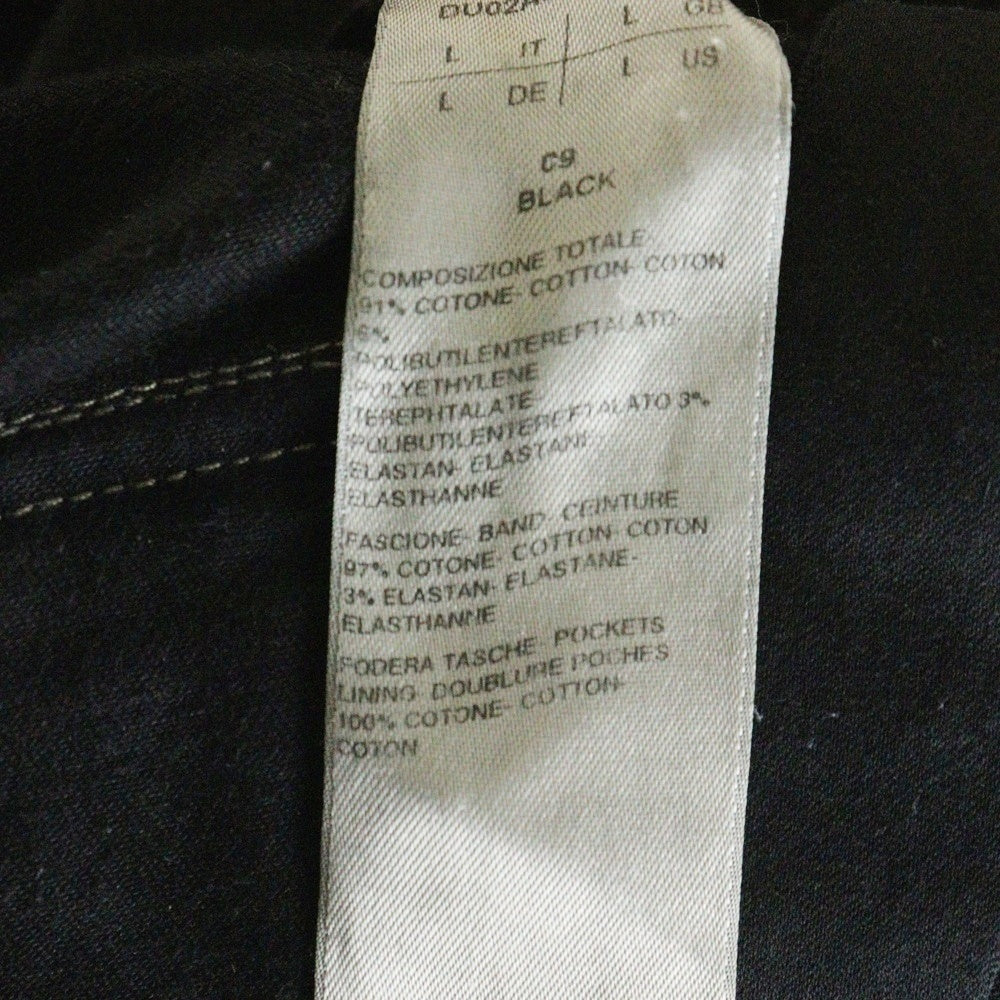 DU02A
L GB
L IT
L US
L DE
C9
BLACK
COMPOSIZIONE TOTALE
91% COTONE- COTTON- COTON
6%
POLIBUTILENTEREFTALATO-
POLYETHYLENE
TEREPHTALATE
POLIBUTILENTEREFTALATO 3%
ELASTAN- ELASTANE-
ELASTHANNE
FASCIONE- BAND- CEINTURE
97% COTONE- COTTON- COTON
3% ELASTAN- ELASTANE-
ELASTHANNE
FODERA TASCHE- POCKETS
LINING- DOUBLURE POCHES
100% COTONE- COTTON-
COTON